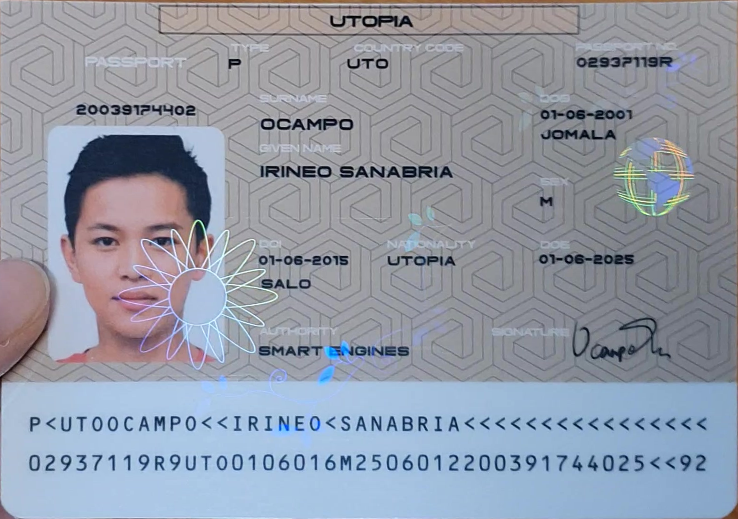 UTOPIA
PASSPORT
TYPE
P
COUNTRY CODE
UTO
PASSPORT NO.
02937119R
20039174402
SURNAME
OCAMPO
GIVEN NAME
IRINEO SANABRIA
DOB
01-06-2001
JOMALA
SEX
M
DOI
01-06-2015
SALO
NATIONALITY
UTOPIA
DOE
01-06-2025
AUTHORITY
SMART ENGINES
SIGNATURE
P<UTOOCAMPO<<IRINEO<SANABRIA<<<<<<<<<<<<<<<<
02937119R9UTO0106016M2506012200391744025<<92